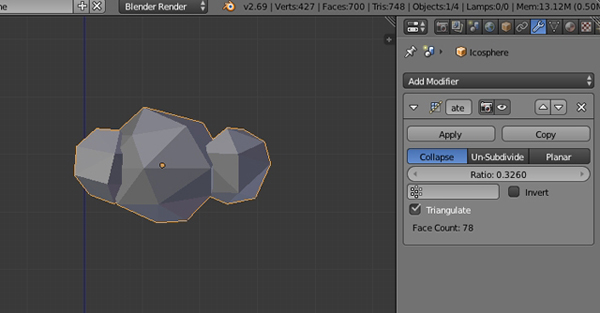 ne
Blender Render
v2.69 | Verts:427 | Faces:700 | Tris:748 | Objects:1/4 | Lamps:0/0 | Mem:13.12M (0.50M
Icosphere
Add Modifier
ate
Apply
Copy
Collapse
Un-Subdivide
Planar
Ratio: 0.3260
Invert
Triangulate
Face Count: 78